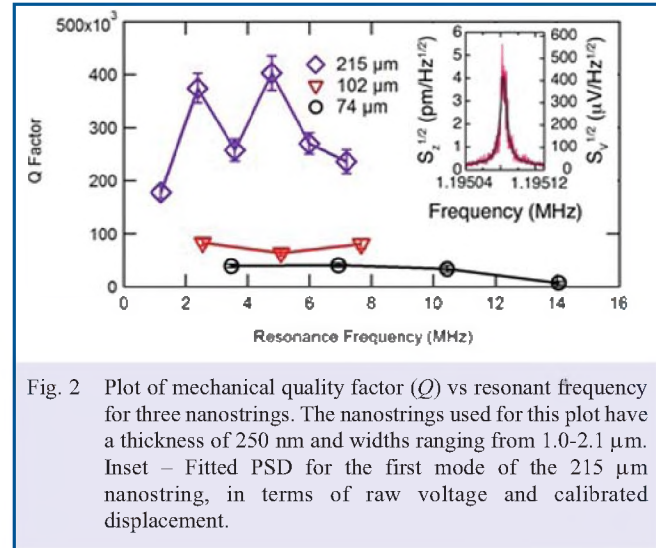 500x10³
400
300
200
100
0
Q Factor
0 2 4 6 8 10 12 14 16
Resonance Frequency (MHz)
215 µm
102 µm
74 µm
S_z^1/2 (pm/Hz^1/2)
6
5
4
3
2
1
0
600
500
400
300
200
100
0
S_V^1/2 (µV/Hz^1/2)
1.19504 1.19512
Frequency (MHz)
Fig. 2 Plot of mechanical quality factor (Q) vs resonant frequency
for three nanostrings. The nanostrings used for this plot have
a thickness of 250 nm and widths ranging from 1.0-2.1 µm.
Inset – Fitted PSD for the first mode of the 215 µm
nanostring, in terms of raw voltage and calibrated
displacement.